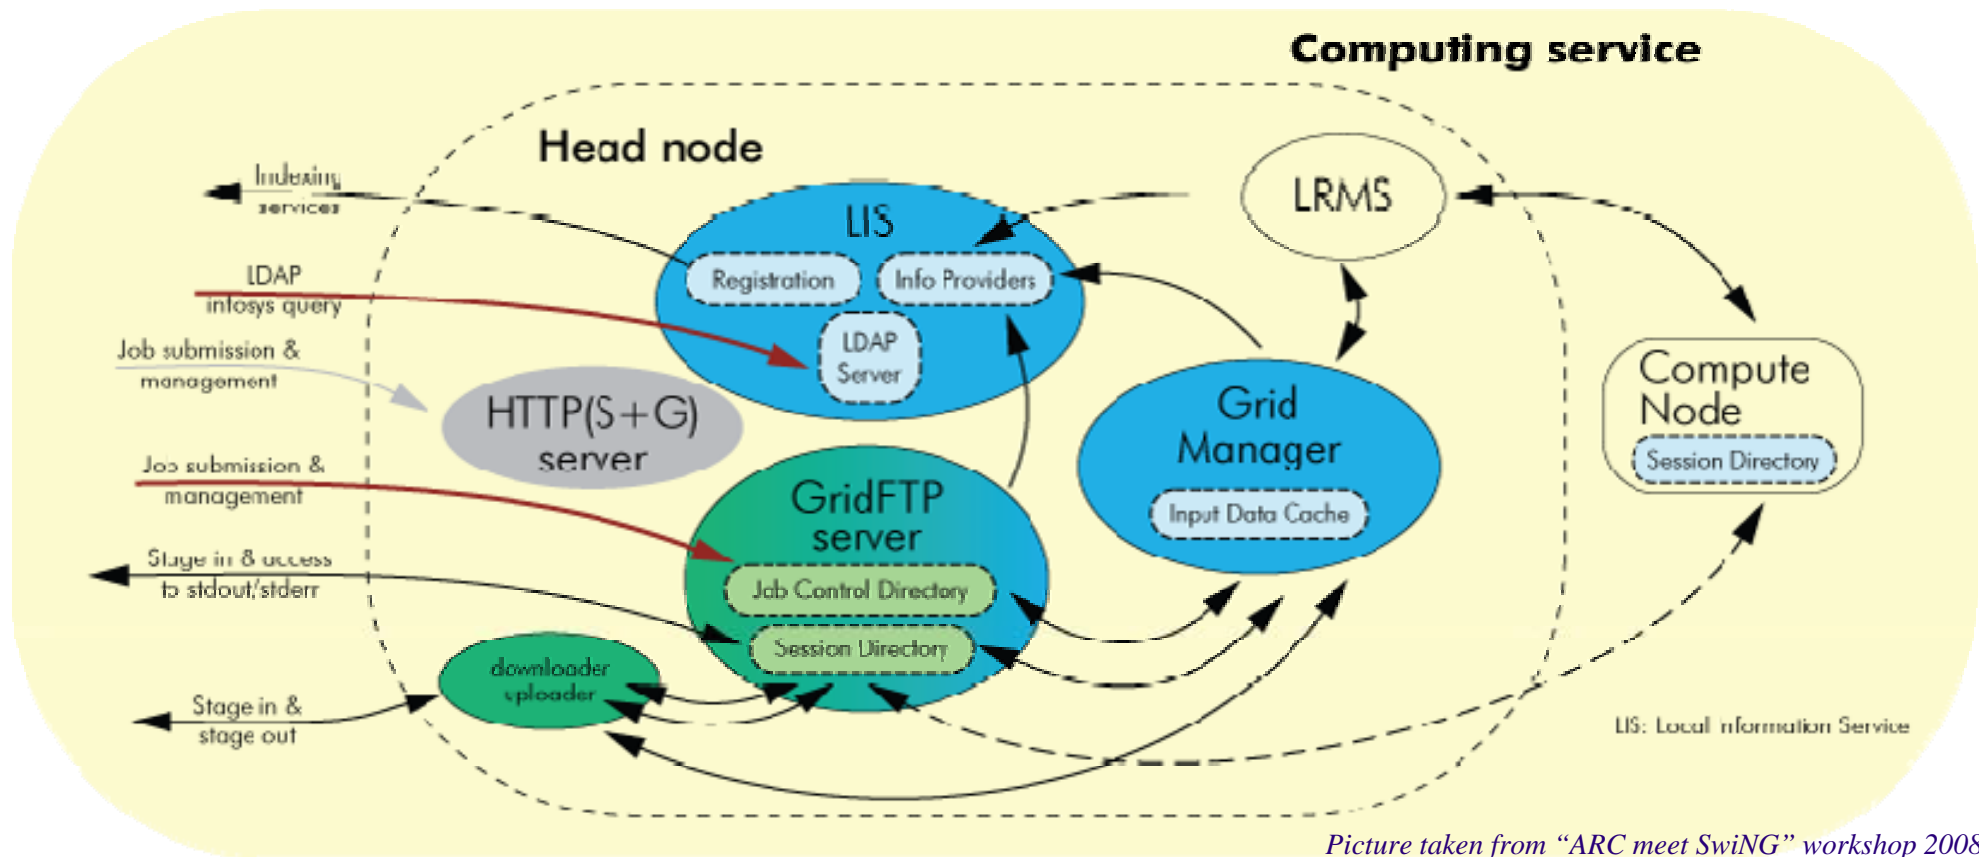 Computing service
Head node
Indexing
services
LIS
LRMS
Registration
Info Providers
LDAP
infosys query
LDAP
Server
Job submission &
management
HTTP(S+G)
server
Grid
Manager
Input Data Cache
Compute
Node
Session Directory
Job submission &
management
GridFTP
server
Job Control Directory
Session Directory
Stage in & access
to stdout/stderr
downloader
uploader
Stage in &
stage out
LIS: Local nformation Service
Picture taken from “ARC meet SwiNG” workshop 2008